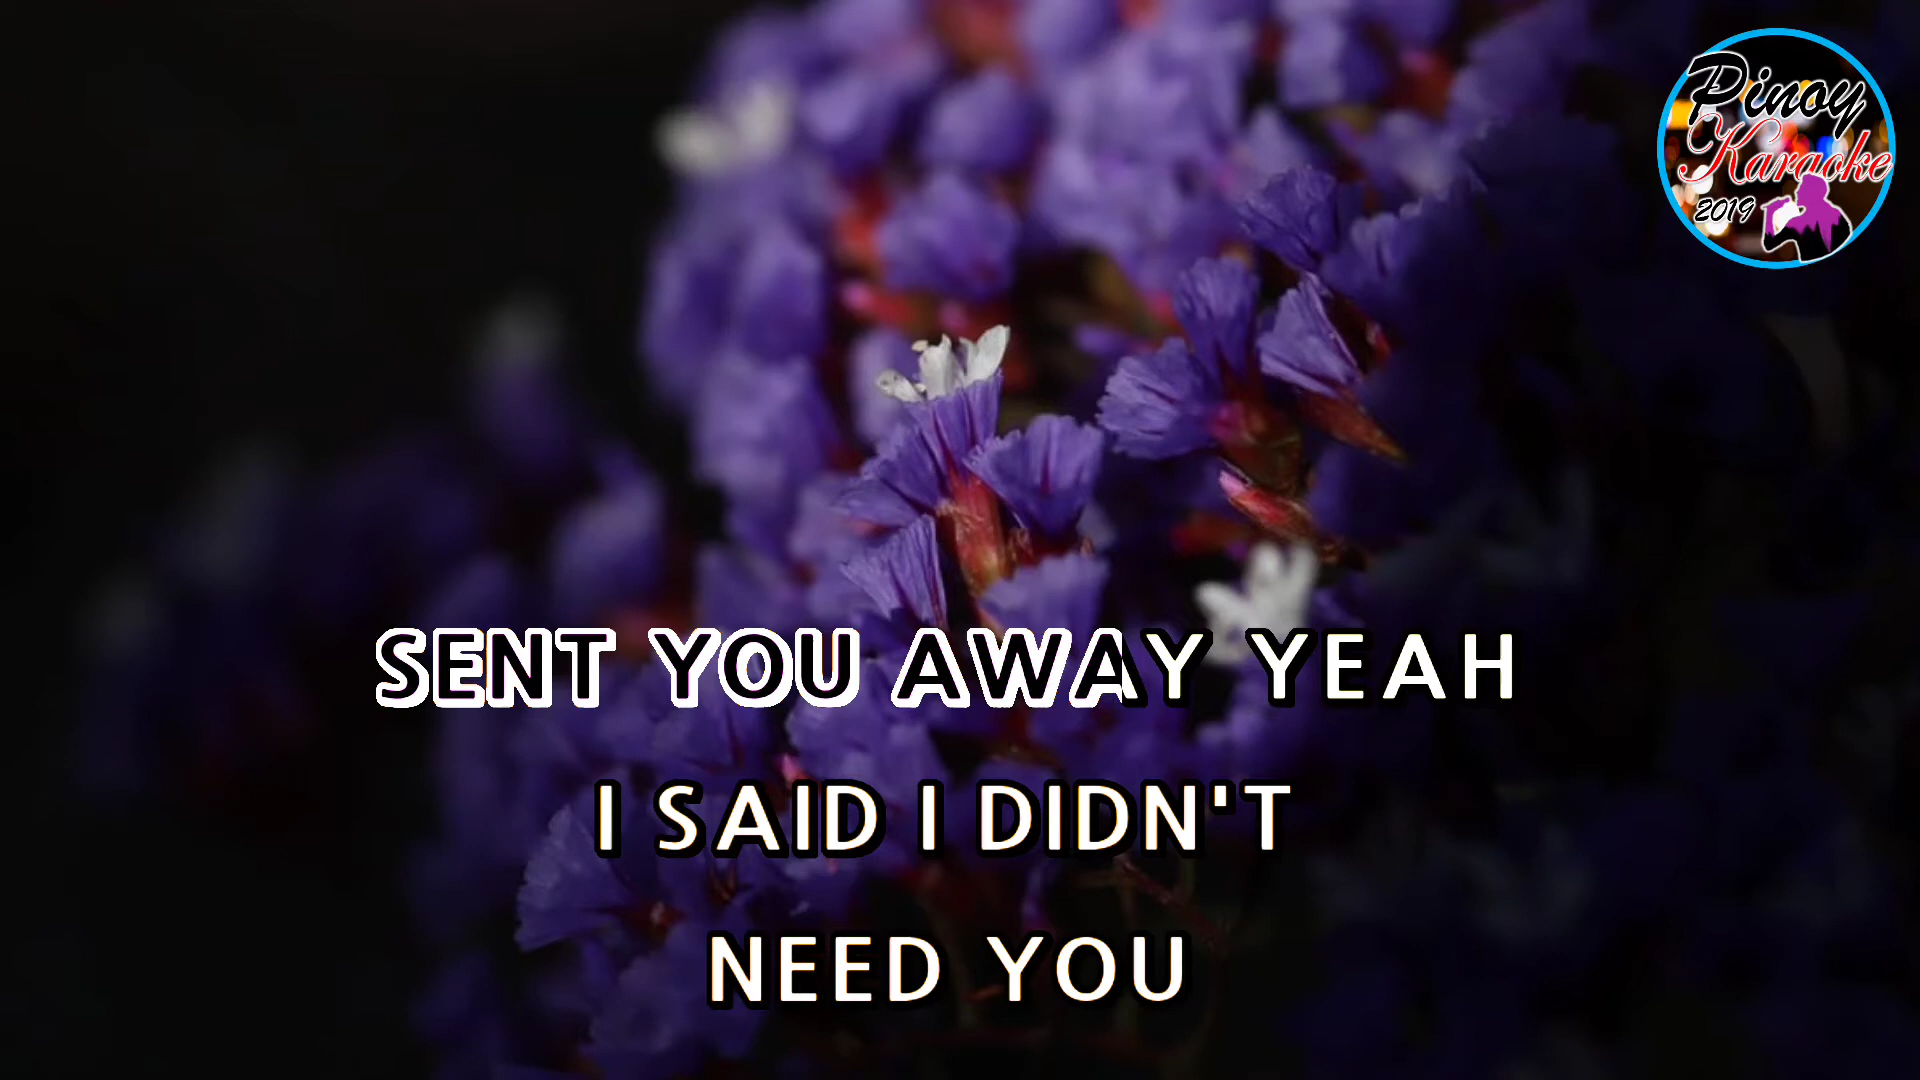 Pinoy
Karaoke
2019
SENT YOU AWAY YEAH
I SAID I DIDN'T
NEED YOU